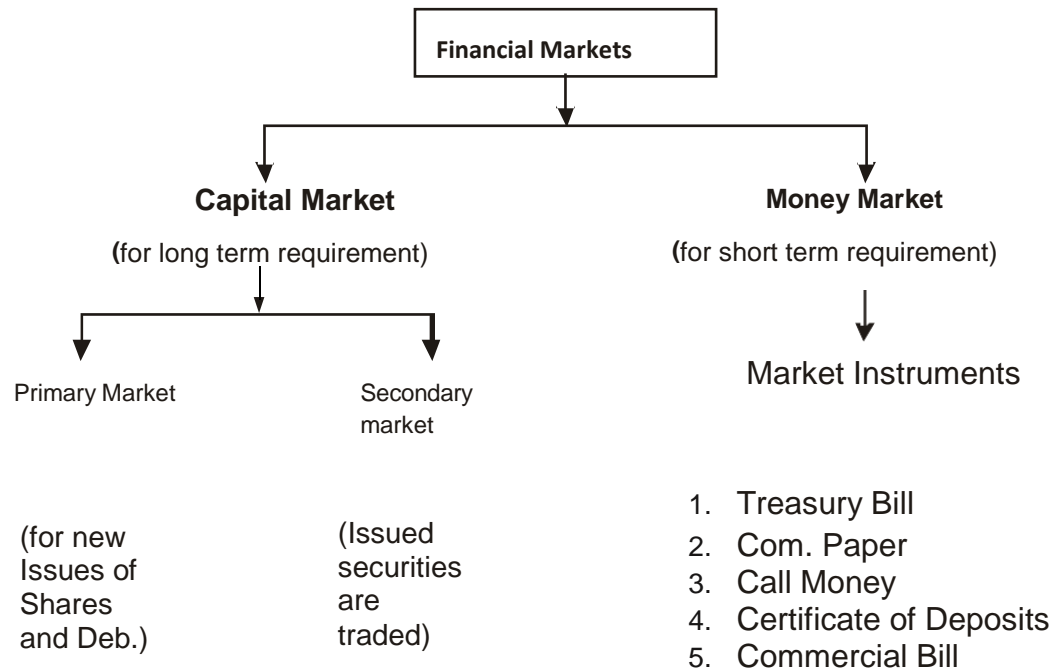 Financial Markets
Capital Market
(for long term requirement)
Primary Market
(for new
Issues of
Shares
and Deb.)
Secondary
market
(Issued
securities
are
traded)
Money Market
(for short term requirement)
Market Instruments
1. Treasury Bill
2. Com. Paper
3. Call Money
4. Certificate of Deposits
5. Commercial Bill